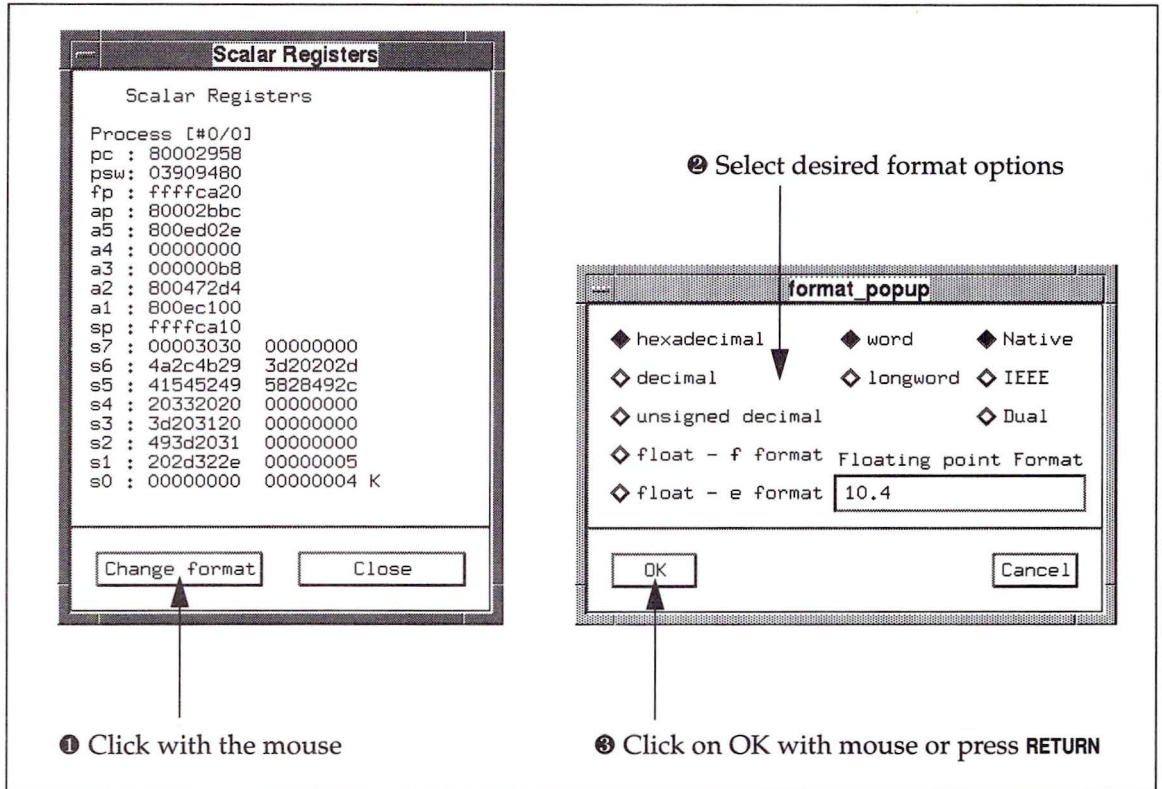 Scalar Registers
Scalar Registers
Process [#0/0]
pc : 80002958
psw: 03909480
fp : ffffca20
ap : 80002bbc
a5 : 800ed02e
a4 : 00000000
a3 : 000000b8
a2 : 800472d4
a1 : 800ec100
sp : ffffca10
s7 : 00003030 00000000
s6 : 4a2c4b29 3d20202d
s5 : 41545249 5828492c
s4 : 20332020 00000000
s3 : 3d203120 00000000
s2 : 493d2031 00000000
s1 : 202d322e 00000005
s0 : 00000000 00000004 K
Change format Close
❶ Click with the mouse
❷ Select desired format options
format_popup
hexadecimal word Native
decimal longword IEEE
unsigned decimal Dual
float - f format Floating point Format
float - e format 10.4
OK Cancel
❸ Click on OK with mouse or press RETURN